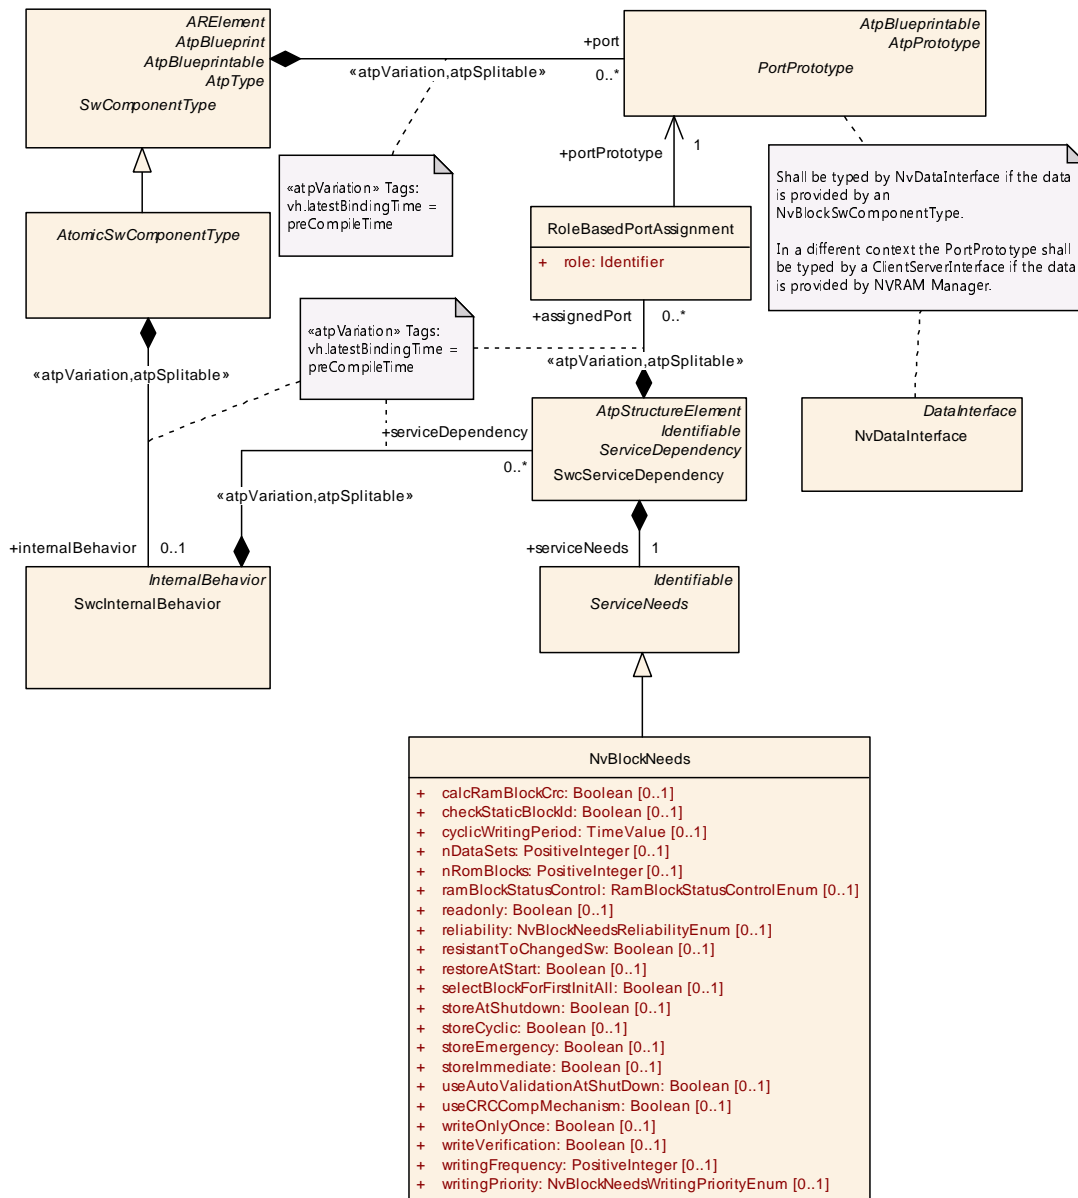 ARElement
AtpBlueprint
AtpBlueprintable
AtpType
SwComponentType
+port
«atpVariation,atpSplitable»
0..*
AtpBlueprintable
AtpPrototype
PortPrototype
+portPrototype
1
«atpVariation» Tags:
vh.latestBindingTime =
preCompileTime
Shall be typed by NvDataInterface if the data
is provided by an
NvBlockSwComponentType.
In a different context the PortPrototype shall
be typed by a ClientServerInterface if the data
is provided by NVRAM Manager.
AtomicSwComponentType
RoleBasedPortAssignment
+ role: Identifier
+assignedPort
0..*
«atpVariation» Tags:
vh.latestBindingTime =
preCompileTime
«atpVariation,atpSplitable»
«atpVariation,atpSplitable»
+serviceDependency
0..*
«atpVariation,atpSplitable»
AtpStructureElement
Identifiable
ServiceDependency
SwcServiceDependency
DataInterface
NvDataInterface
+internalBehavior
0..1
+serviceNeeds
1
InternalBehavior
SwcInternalBehavior
Identifiable
ServiceNeeds
NvBlockNeeds
+ calcRamBlockCrc: Boolean [0..1]
+ checkStaticBlockId: Boolean [0..1]
+ cyclicWritingPeriod: TimeValue [0..1]
+ nDataSets: PositiveInteger [0..1]
+ nRomBlocks: PositiveInteger [0..1]
+ ramBlockStatusControl: RamBlockStatusControlEnum [0..1]
+ readonly: Boolean [0..1]
+ reliability: NvBlockNeedsReliabilityEnum [0..1]
+ resistantToChangedSw: Boolean [0..1]
+ restoreAtStart: Boolean [0..1]
+ selectBlockForFirstInitAll: Boolean [0..1]
+ storeAtShutdown: Boolean [0..1]
+ storeCyclic: Boolean [0..1]
+ storeEmergency: Boolean [0..1]
+ storeImmediate: Boolean [0..1]
+ useAutoValidationAtShutDown: Boolean [0..1]
+ useCRCCompMechanism: Boolean [0..1]
+ writeOnlyOnce: Boolean [0..1]
+ writeVerification: Boolean [0..1]
+ writingFrequency: PositiveInteger [0..1]
+ writingPriority: NvBlockNeedsWritingPriorityEnum [0..1]